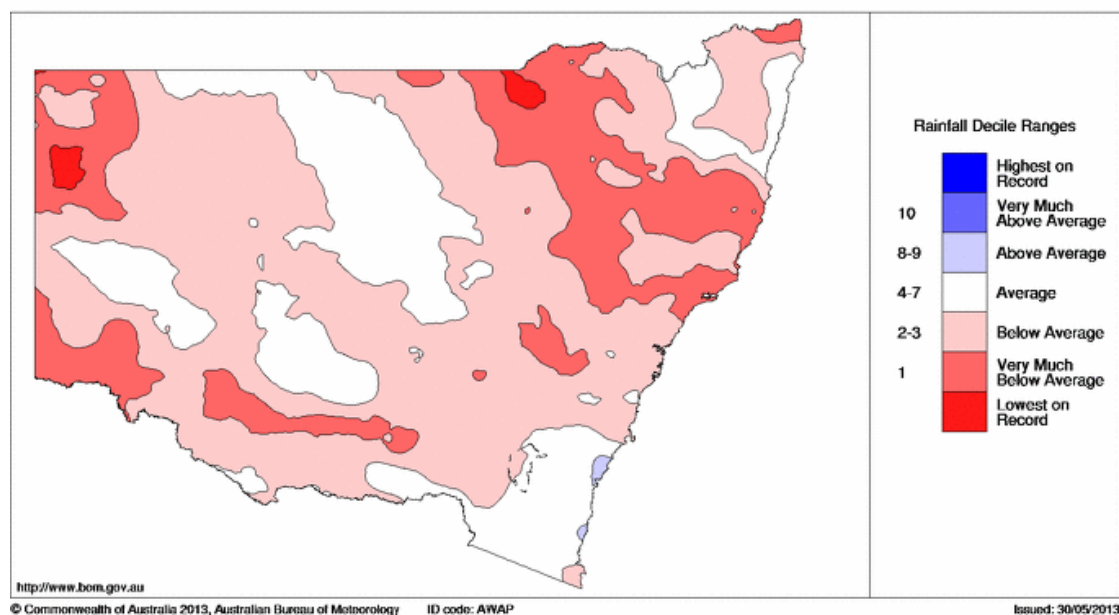 Rainfall Decile Ranges
Highest on
Record
10
Very Much
Above Average
8-9
Above Average
4-7
Average
2-3
Below Average
1
Very Much
Below Average
Lowest on
Record
http://www.bom.gov.au
© Commonwealth of Australia 2013, Australian Bureau of Meteorology ID code: AWAP Issued: 30/05/2013